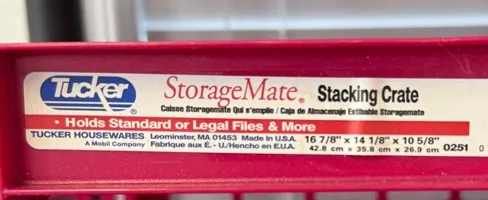 Tucker®
StorageMate® Stacking Crate
Caisse Storagemate Qui s'empile / Caja de Almacenaje Estibable Storagemate
• Holds Standard or Legal Files & More
TUCKER HOUSEWARES Leominster, MA 01453 Made in U.S.A. 16 7/8" x 14 1/8" x 10 5/8"
A Mobil Company Fabrique aux É.-U./Hencho en E.U.A. 42.8 cm x 35.8 cm x 26.9 cm 0251 0